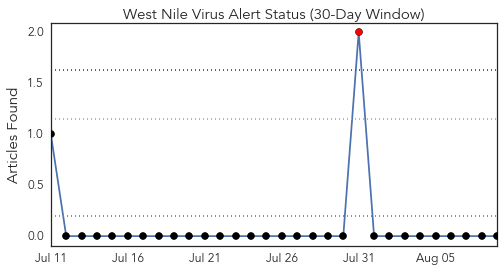 West Nile Virus Alert Status (30-Day Window)
Articles Found
2.0
1.5
1.0
0.5
0.0
Jul 11 Jul 16 Jul 21 Jul 26 Jul 31 Aug 05